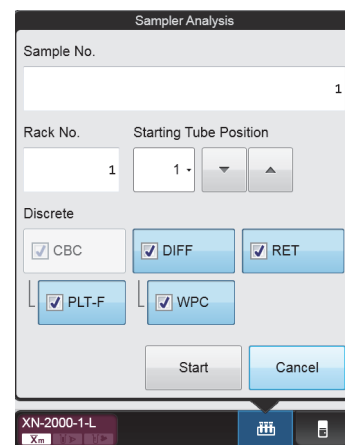 Sampler Analysis
Sample No.
1
Rack No. Starting Tube Position
1 1
Discrete
CBC DIFF RET
PLT-F WPC
Start Cancel
XN-2000-1-L
Xm